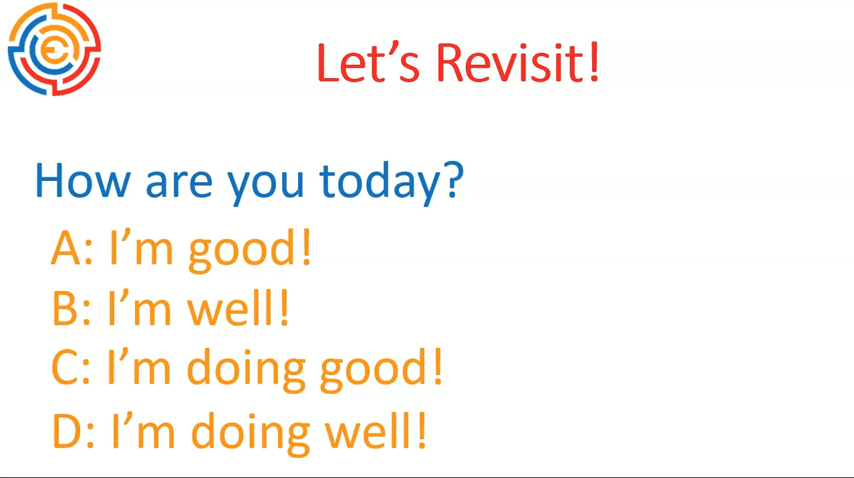 Let’s Revisit!
How are you today?
A: I’m good!
B: I’m well!
C: I’m doing good!
D: I’m doing well!